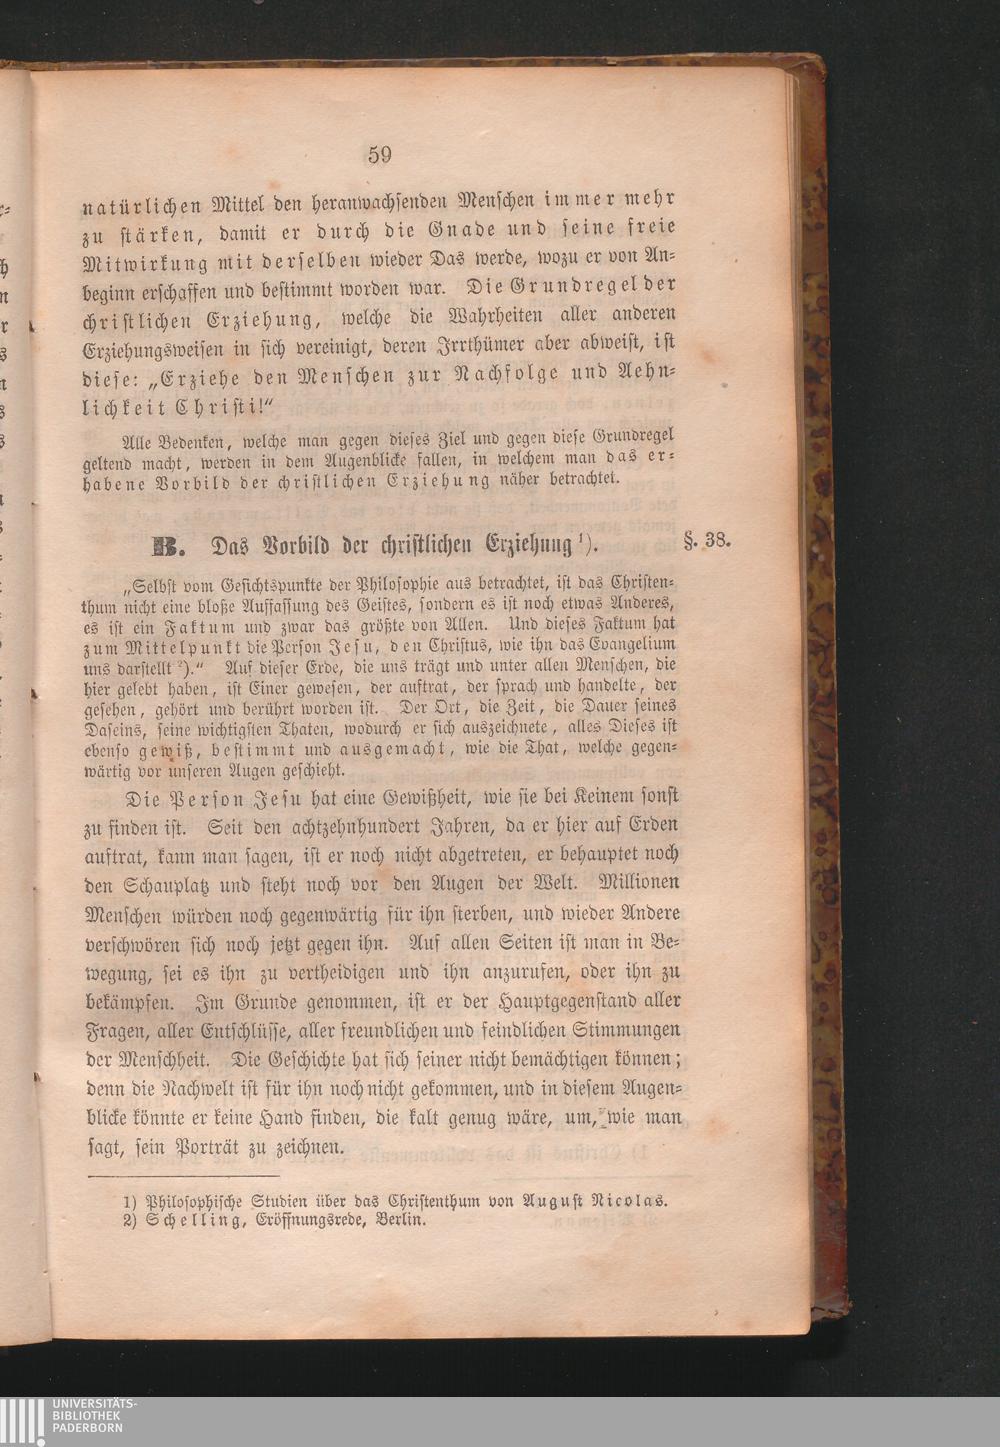 59
natürlichen Mittel den heranwachsenden Menschen immer mehr
zu stärken, damit er durch die Gnade und seine freie
Mitwirkung mit derselben wieder Das werde, wozu er von An-
beginn erschaffen und bestimmt worden war. Die Grundregel der
christlichen Erziehung, welche die Wahrheiten aller anderen
Erziehungsweisen in sich vereinigt, deren Irrthümer aber abweist, ist
diese: „Erziehe den Menschen zur Nachfolge und Aehn-
lichkeit Christi!“
Alle Bedenken, welche man gegen dieses Ziel und gegen diese Grundregel
geltend macht, werden in dem Augenblicke fallen, in welchem man das er-
habene Vorbild der christlichen Erziehung näher betrachtet.
B. Das Vorbild der christlichen Erziehung ¹). §. 38.
„Selbst vom Gesichtspunkte der Philosophie aus betrachtet, ist das Christen-
thum nicht eine bloße Auffassung des Geistes, sondern es ist noch etwas Anderes,
es ist ein Faktum und zwar das größte von Allen. Und dieses Faktum hat
zum Mittelpunkt die Person Jesu, den Christus, wie ihn das Evangelium
uns darstellt ²).“ Auf dieser Erde, die uns trägt und unter allen Menschen, die
hier gelebt haben, ist Einer gewesen, der auftrat, der sprach und handelte, der
gesehen, gehört und berührt worden ist. Der Ort, die Zeit, die Dauer seines
Daseins, seine wichtigsten Thaten, wodurch er sich auszeichnete, alles Dieses ist
ebenso gewiß, bestimmt und ausgemacht, wie die That, welche gegen-
wärtig vor unseren Augen geschieht.
Die Person Jesu hat eine Gewißheit, wie sie bei Keinem sonst
zu finden ist. Seit den achtzehnhundert Jahren, da er hier auf Erden
auftrat, kann man sagen, ist er noch nicht abgetreten, er behauptet noch
den Schauplatz und steht noch vor den Augen der Welt. Millionen
Menschen würden noch gegenwärtig für ihn sterben, und wieder Andere
verschwören sich noch jetzt gegen ihn. Auf allen Seiten ist man in Be-
wegung, sei es ihn zu vertheidigen und ihn anzurufen, oder ihn zu
bekämpfen. Im Grunde genommen, ist er der Hauptgegenstand aller
Fragen, aller Entschlüsse, aller freundlichen und feindlichen Stimmungen
der Menschheit. Die Geschichte hat sich seiner nicht bemächtigen können;
denn die Nachwelt ist für ihn noch nicht gekommen, und in diesem Augen-
blicke könnte er keine Hand finden, die kalt genug wäre, um, wie man
sagt, sein Porträt zu zeichnen.
1) Philosophische Studien über das Christenthum von August Nicolas.
2) Schelling, Eröffnungsrede, Berlin.
UNIVERSITÄTS-
BIBLIOTHEK
PADERBORN